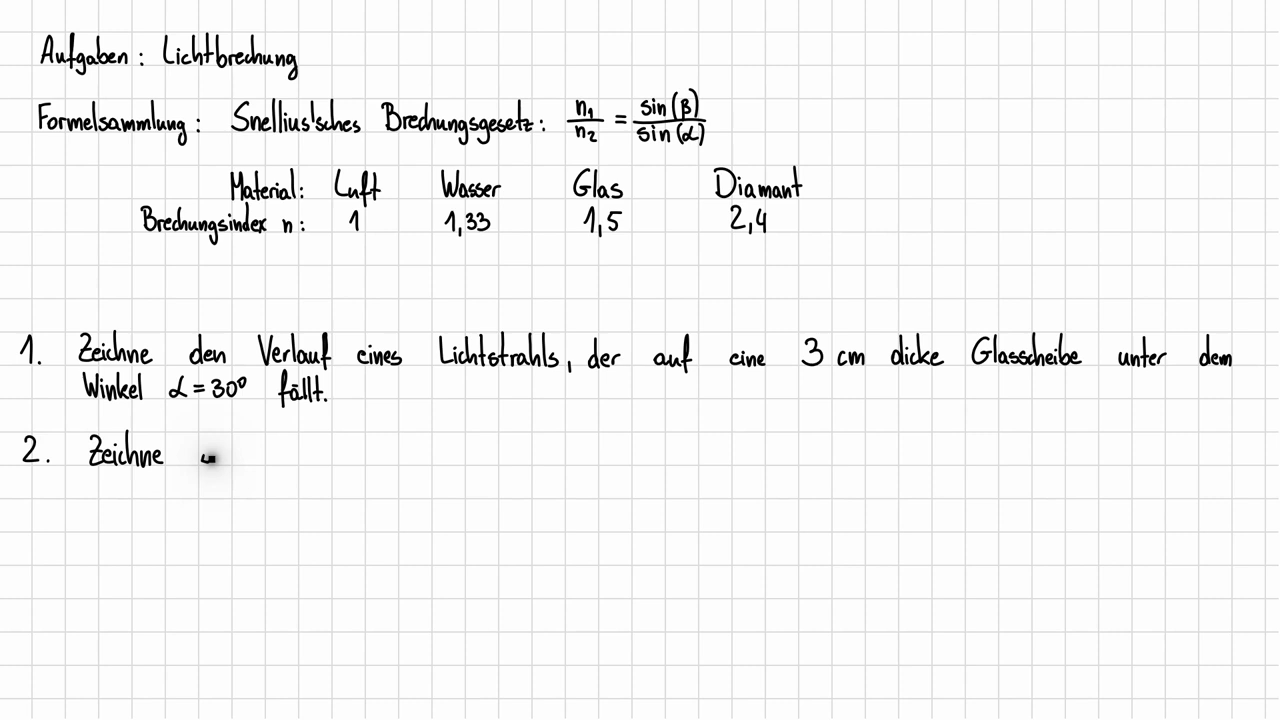 Aufgaben: Lichtbrechung
Formelsammlung: Snellius'sches Brechungsgesetz: n₁/n₂ = sin(β)/sin(α)
Material: Luft Wasser Glas Diamant
Brechungsindex n: 1 1,33 1,5 2,4
1. Zeichne den Verlauf eines Lichtstrahls, der auf eine 3 cm dicke Glasscheibe unter dem
Winkel α = 30° fällt.
2. Zeichne